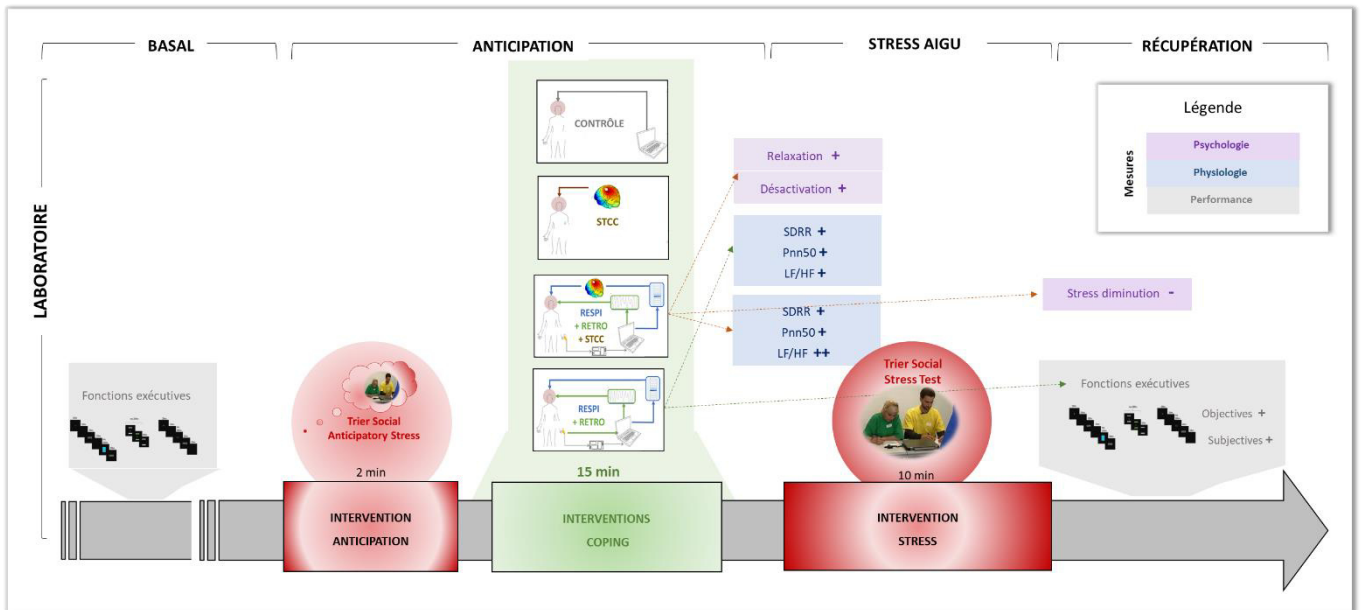 BASAL
ANTICIPATION
STRESS AIGU
RÉCUPÉRATION
LABORATOIRE
Légende
Mesures
Psychologie
Physiologie
Performance
CONTRÔLE
STCC
RESPI
+ RETRO
+ STCC
RESPI
+ RETRO
15 min
Relaxation +
Désactivation +
SDRR +
Pnn50 +
LF/HF +
SDRR +
Pnn50 +
LF/HF ++
Stress diminution -
Fonctions exécutives
Trier Social
Anticipatory Stress
2 min
Trier Social
Stress Test
10 min
Fonctions exécutives
Objectives +
Subjectives +
INTERVENTION
ANTICIPATION
INTERVENTIONS
COPING
INTERVENTION
STRESS